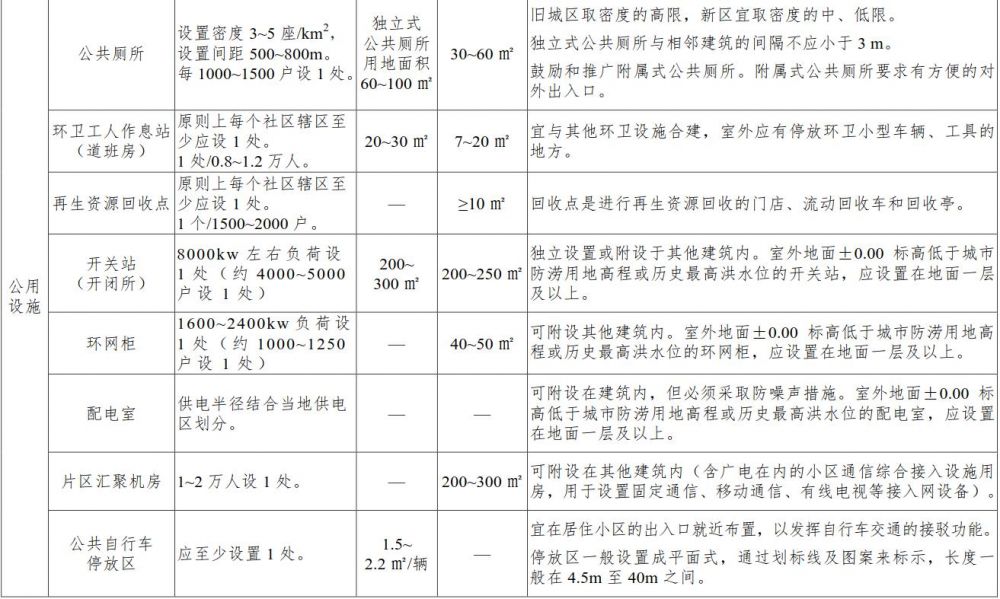 公用
设施
公共厕所
设置密度 3~5 座/km²，
设置间距 500~800m。
每 1000~1500 户设 1 处。
独立式
公共厕所
用地面积
60~100 ㎡
30~60 ㎡
旧城区取密度的高限，新区宜取密度的中、低限。
独立式公共厕所与相邻建筑的间隔不应小于 3 m。
鼓励和推广附属式公共厕所。附属式公共厕所要求有方便的对
外出入口。
环卫工人作息站
（道班房）
原则上每个社区辖区至
少应设 1 处。
1 处/0.8~1.2 万人。
20~30 ㎡
7~20 ㎡
宜与其他环卫设施合建，室外应有停放环卫小型车辆、工具的
地方。
再生资源回收点
原则上每个社区辖区至
少应设 1 处。
1 个/1500~2000 户。
—
≥10 ㎡
回收点是进行再生资源回收的门店、流动回收车和回收亭。
开关站
（开闭所）
8000kw 左右负荷设
1 处（约 4000~5000
户设 1 处）
200~
300 ㎡
200~250 ㎡
独立设置或附设于其他建筑内。室外地面±0.00 标高低于城市
防涝用地高程或历史最高洪水位的开关站，应设置在地面一层
及以上。
环网柜
1600~2400kw 负荷设
1 处（约 1000~1250
户设 1 处）
—
40~50 ㎡
可附设其他建筑内。室外地面±0.00 标高低于城市防涝用地高
程或历史最高洪水位的环网柜，应设置在地面一层及以上。
配电室
供电半径结合当地供电
区划分。
—
—
可附设在建筑内，但必须采取防噪声措施。室外地面±0.00 标
高低于城市防涝用地高程或历史最高洪水位的配电室，应设置
在地面一层及以上。
片区汇聚机房
1~2 万人设 1 处。
—
200~300 ㎡
可附设在其他建筑内（含广电在内的小区通信综合接入设施用
房，用于设置固定通信、移动通信、有线电视等接入网设备）。
公共自行车
停放区
应至少设置 1 处。
1.5~
2.2 ㎡/辆
—
宜在居住小区的出入口就近布置，以发挥自行车交通的接驳功能。
停放区一般设置成平面式，通过划标线及图案来标示，长度一
般在 4.5m 至 40m 之间。